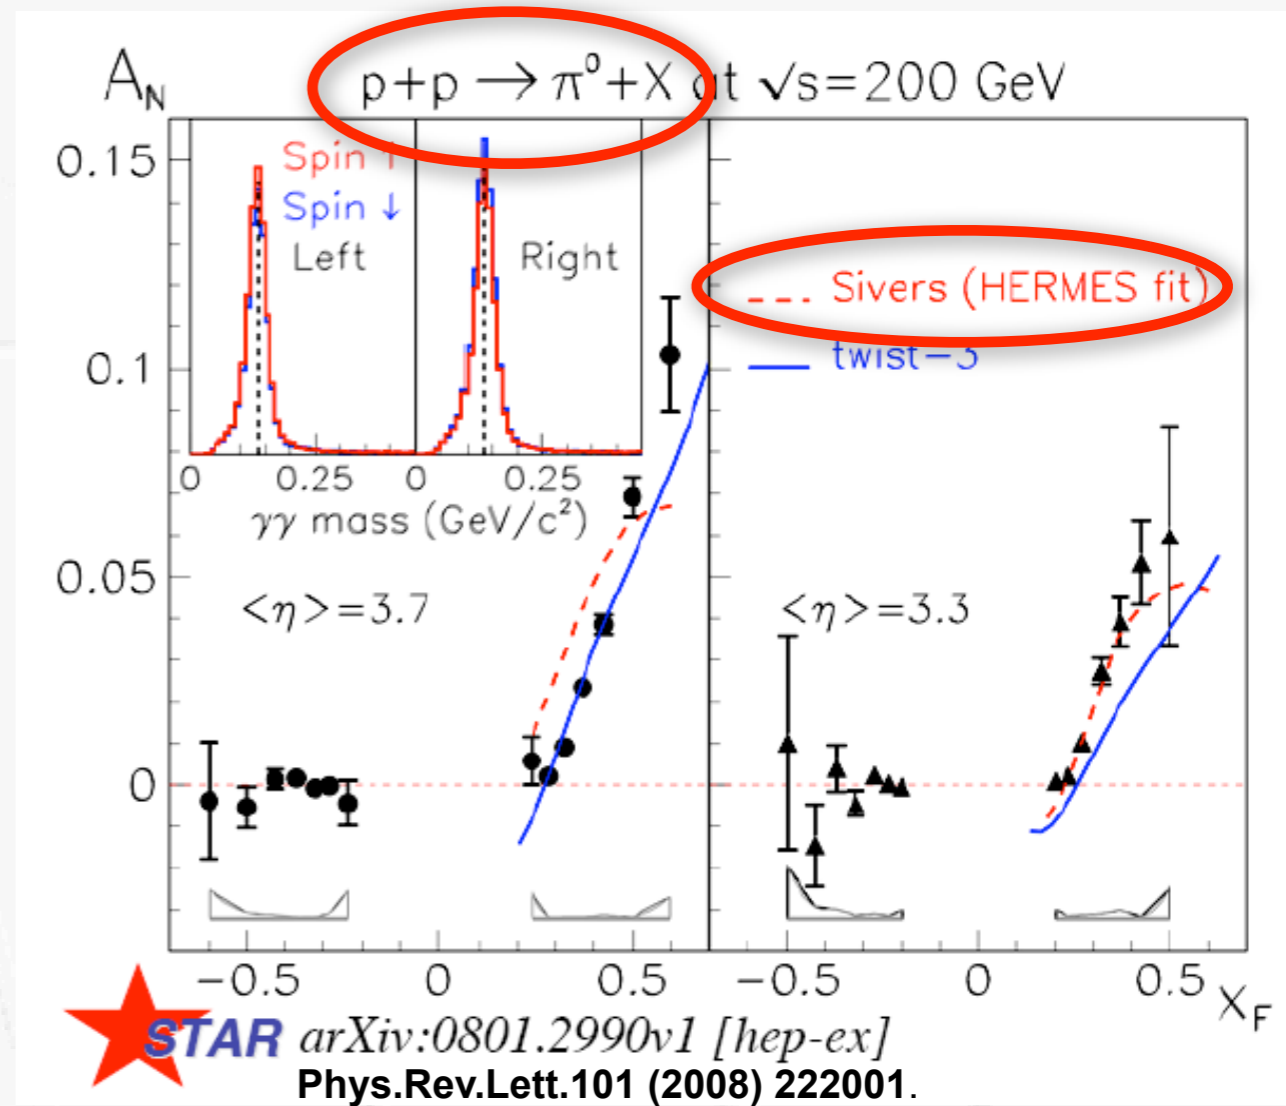 A_N p+p → π⁰+X at √s=200 GeV
0.15
0.1
0.05
0
Spin ↑
Spin ↓
Left
Right
0 0.25 0 0.25
γγ mass (GeV/c²)
Sivers (HERMES fit)
twist-3
<η>=3.7
<η>=3.3
-0.5 0 0.5 -0.5 0 0.5 X_F
STAR arXiv:0801.2990v1 [hep-ex]
Phys.Rev.Lett.101 (2008) 222001.